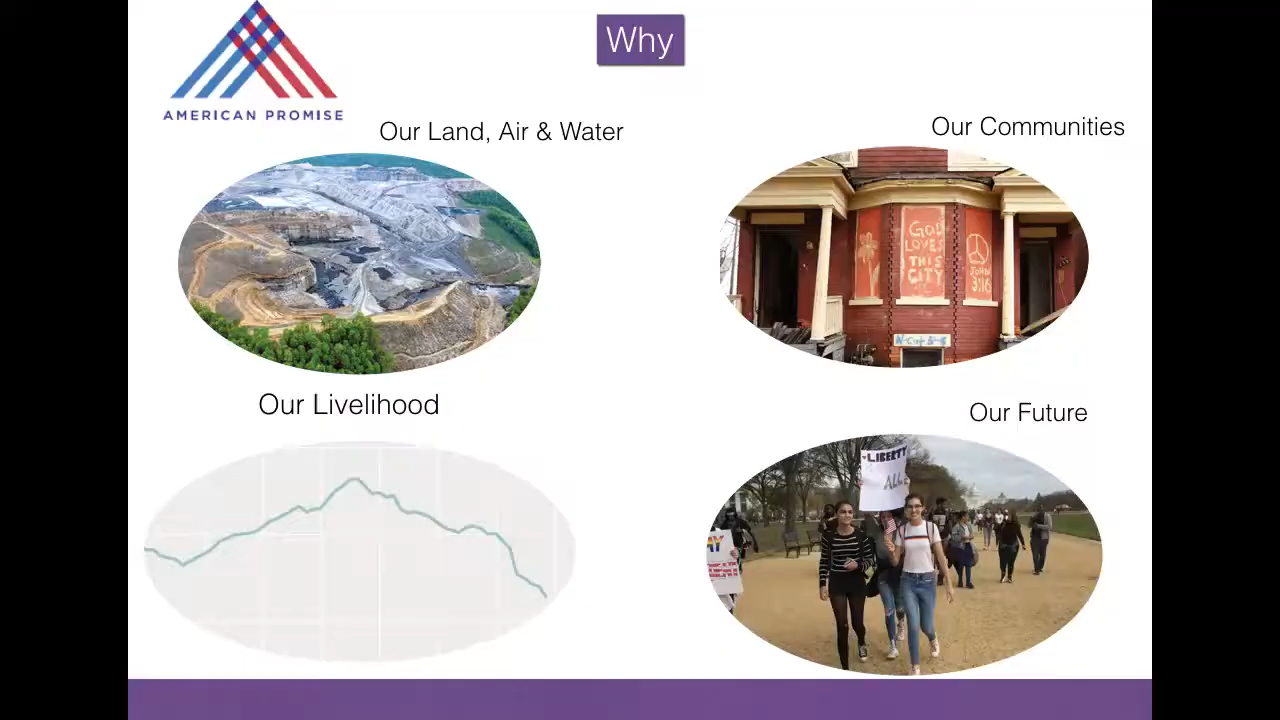 Why
AMERICAN PROMISE
Our Land, Air & Water
Our Communities
GOD
LOVES
THIS
CITY
JOHN
3:16
Our Livelihood
Our Future
LIBERTY